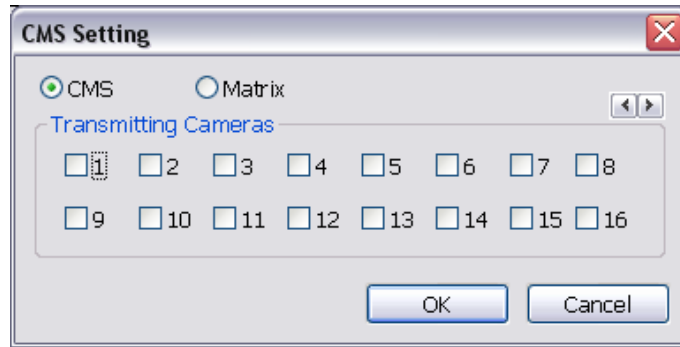 CMS Setting
CMS Matrix
Transmitting Cameras
1 2 3 4 5 6 7 8
9 10 11 12 13 14 15 16
OK Cancel